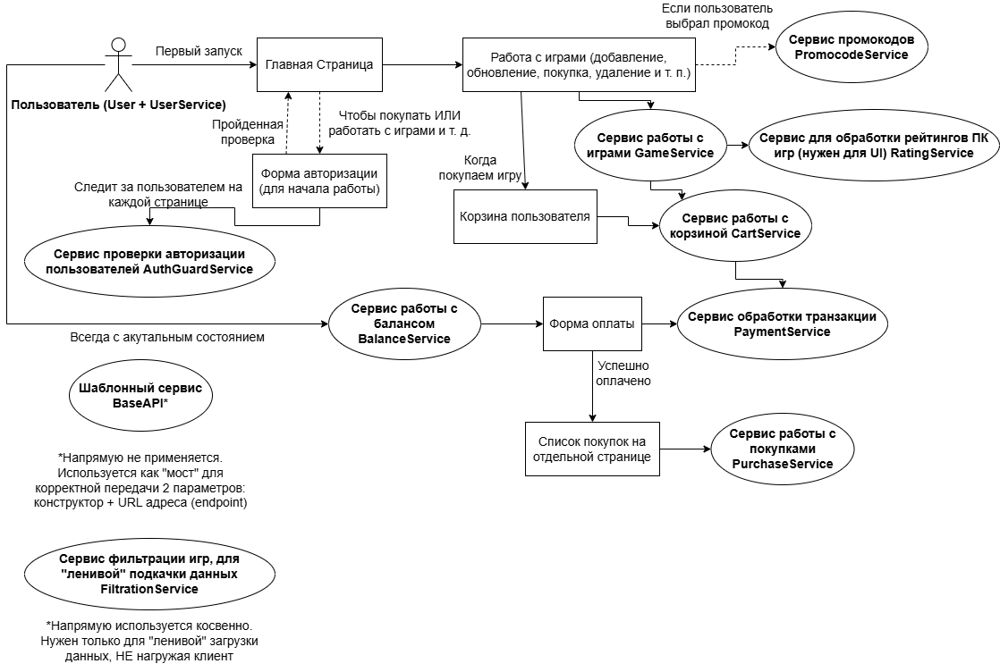 Если пользователь
выбрал промокод
Первый запуск
Главная Страница
Работа с играми (добавление,
обновление, покупка, удаление и т. п.)
Сервис промокодов
PromocodeService
Пользователь (User + UserService)
Пройденная
проверка
Чтобы покупать ИЛИ
работать с играми и т. д.
Сервис работы с
играми GameService
Сервис для обработки рейтингов ПК
игр (нужен для UI) RatingService
Форма авторизации
(для начала работы)
Когда
покупаем игру
Следит за пользователем на
каждой странице
Корзина пользователя
Сервис работы с
корзиной CartService
Сервис проверки авторизации
пользователей AuthGuardService
Всегда с акутальным состоянием
Сервис работы с
балансом
BalanceService
Форма оплаты
Сервис обработки транзакции
PaymentService
Успешно
оплачено
Шаблонный сервис
BaseAPI*
Список покупок на
отдельной странице
Сервис работы с
покупками
PurchaseService
*Напрямую не применяется.
Используется как "мост" для
корректной передачи 2 параметров:
конструктор + URL адреса (endpoint)
Сервис фильтрации игр, для
"ленивой" подкачки данных
FiltrationService
*Напрямую используется косвенно.
Нужен только для "ленивой" загрузки
данных, НЕ нагружая клиент